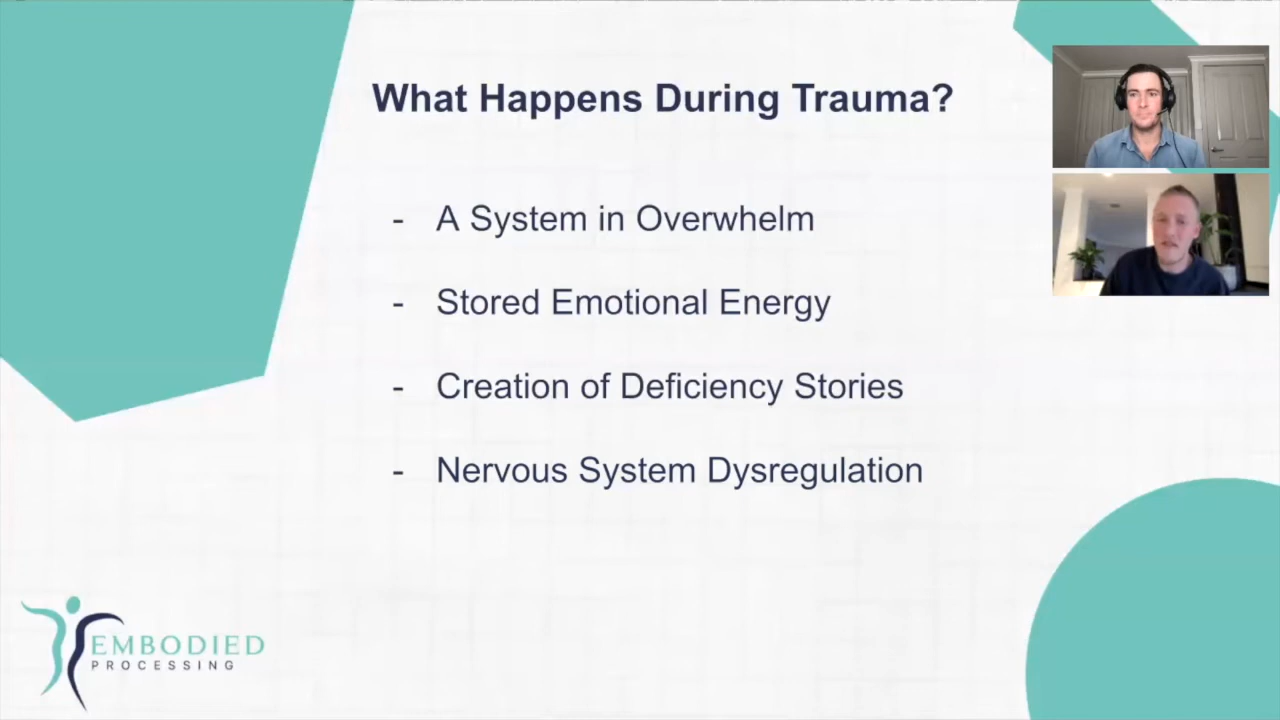 What Happens During Trauma?
- A System in Overwhelm
- Stored Emotional Energy
- Creation of Deficiency Stories
- Nervous System Dysregulation
EMBODIED
PROCESSING